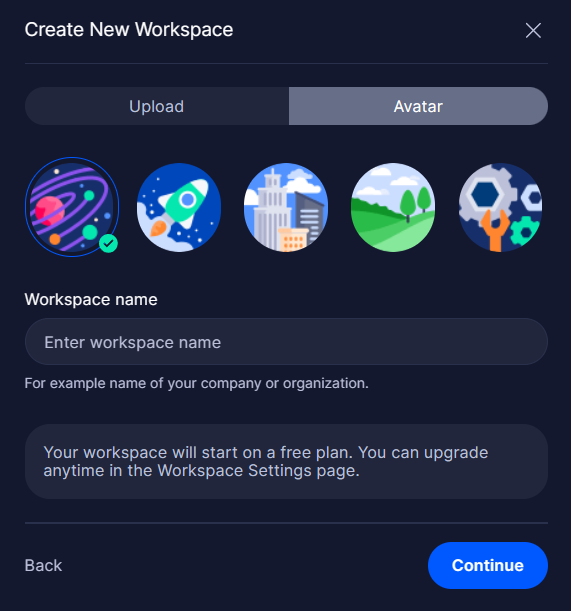 Create New Workspace
Upload
Avatar
Workspace name
Enter workspace name
For example name of your company or organization.
Your workspace will start on a free plan. You can upgrade
anytime in the Workspace Settings page.
Back
Continue